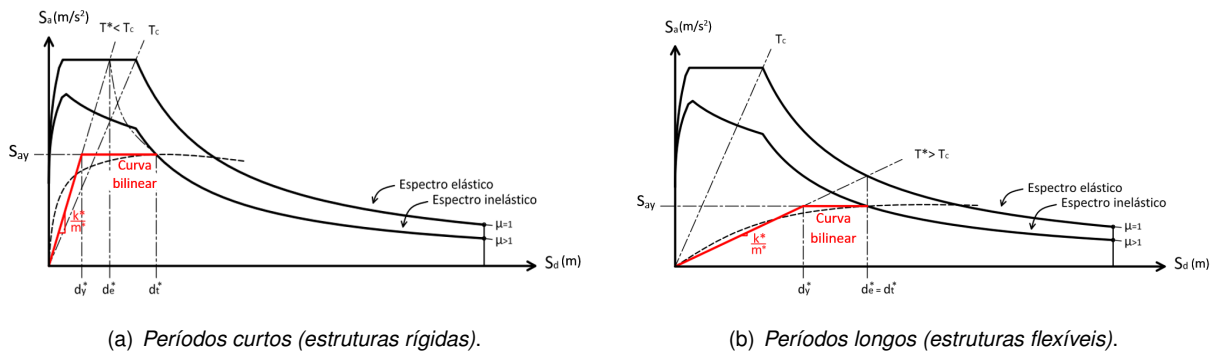 Sa(m/s²)
T*< Tc
Tc
Say
Curva
bilinear
k*
m*
Espectro elástico
Espectro inelástico
μ=1
μ>1
Sd (m)
dy*
de*
dt*
(a) Períodos curtos (estruturas rígidas).
Sa(m/s²)
Tc
T*> Tc
Say
Curva
bilinear
k*
m*
Espectro elástico
Espectro inelástico
μ=1
μ>1
Sd (m)
dy*
de* = dt*
(b) Períodos longos (estruturas flexíveis).